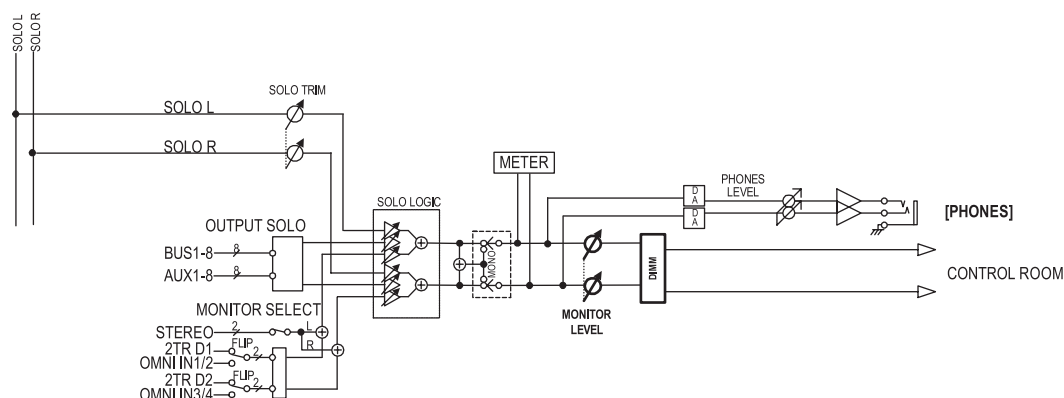 SOLO L
SOLO R
SOLO TRIM
SOLO L
SOLO R
METER
D
A
D
A
PHONES
LEVEL
[PHONES]
SOLO LOGIC
OUTPUT SOLO
BUS1-8
8
AUX1-8
8
MONO
MONITOR
LEVEL
DIMM
CONTROL ROOM
MONITOR SELECT
STEREO
2
L
R
2TR D1
FLIP
2
OMNI IN1/2
2TR D2
FLIP
2
OMNI IN3/4